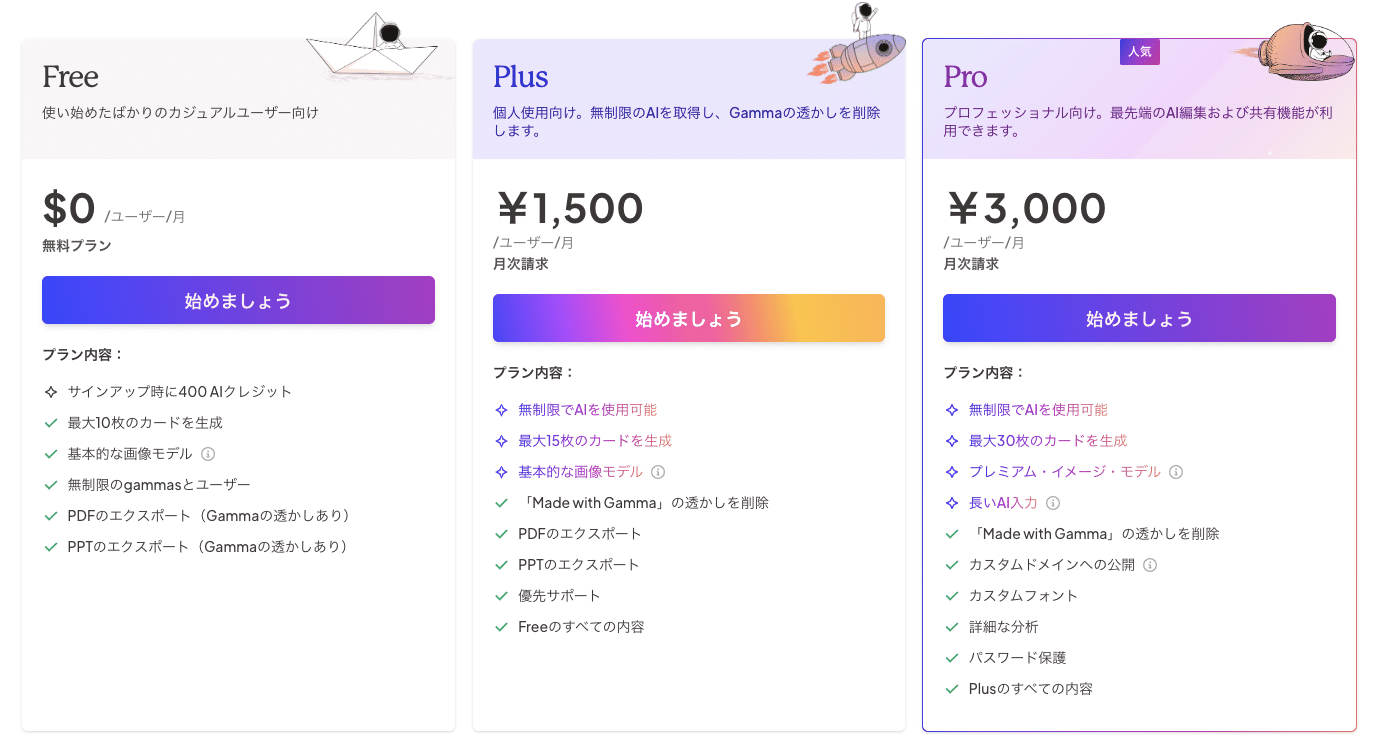 Free
使い始めたばかりのカジュアルユーザー向け
$0 /ユーザー/月
無料プラン
始めましょう
プラン内容：
サインアップ時に400 AIクレジット
最大10枚のカードを生成
基本的な画像モデル
無制限のgammasとユーザー
PDFのエクスポート（Gammaの透かしあり）
PPTのエクスポート（Gammaの透かしあり）
Plus
個人使用向け。無制限のAIを取得し、Gammaの透かしを削除
します。
￥1,500
/ユーザー/月
月次請求
始めましょう
プラン内容：
無制限でAIを使用可能
最大15枚のカードを生成
基本的な画像モデル
「Made with Gamma」の透かしを削除
PDFのエクスポート
PPTのエクスポート
優先サポート
Freeのすべての内容
人気
Pro
プロフェッショナル向け。最先端のAI編集および共有機能が利
用できます。
￥3,000
/ユーザー/月
月次請求
始めましょう
プラン内容：
無制限でAIを使用可能
最大30枚のカードを生成
プレミアム・イメージ・モデル
長いAI入力
「Made with Gamma」の透かしを削除
カスタムドメインへの公開
カスタムフォント
詳細な分析
パスワード保護
Plusのすべての内容